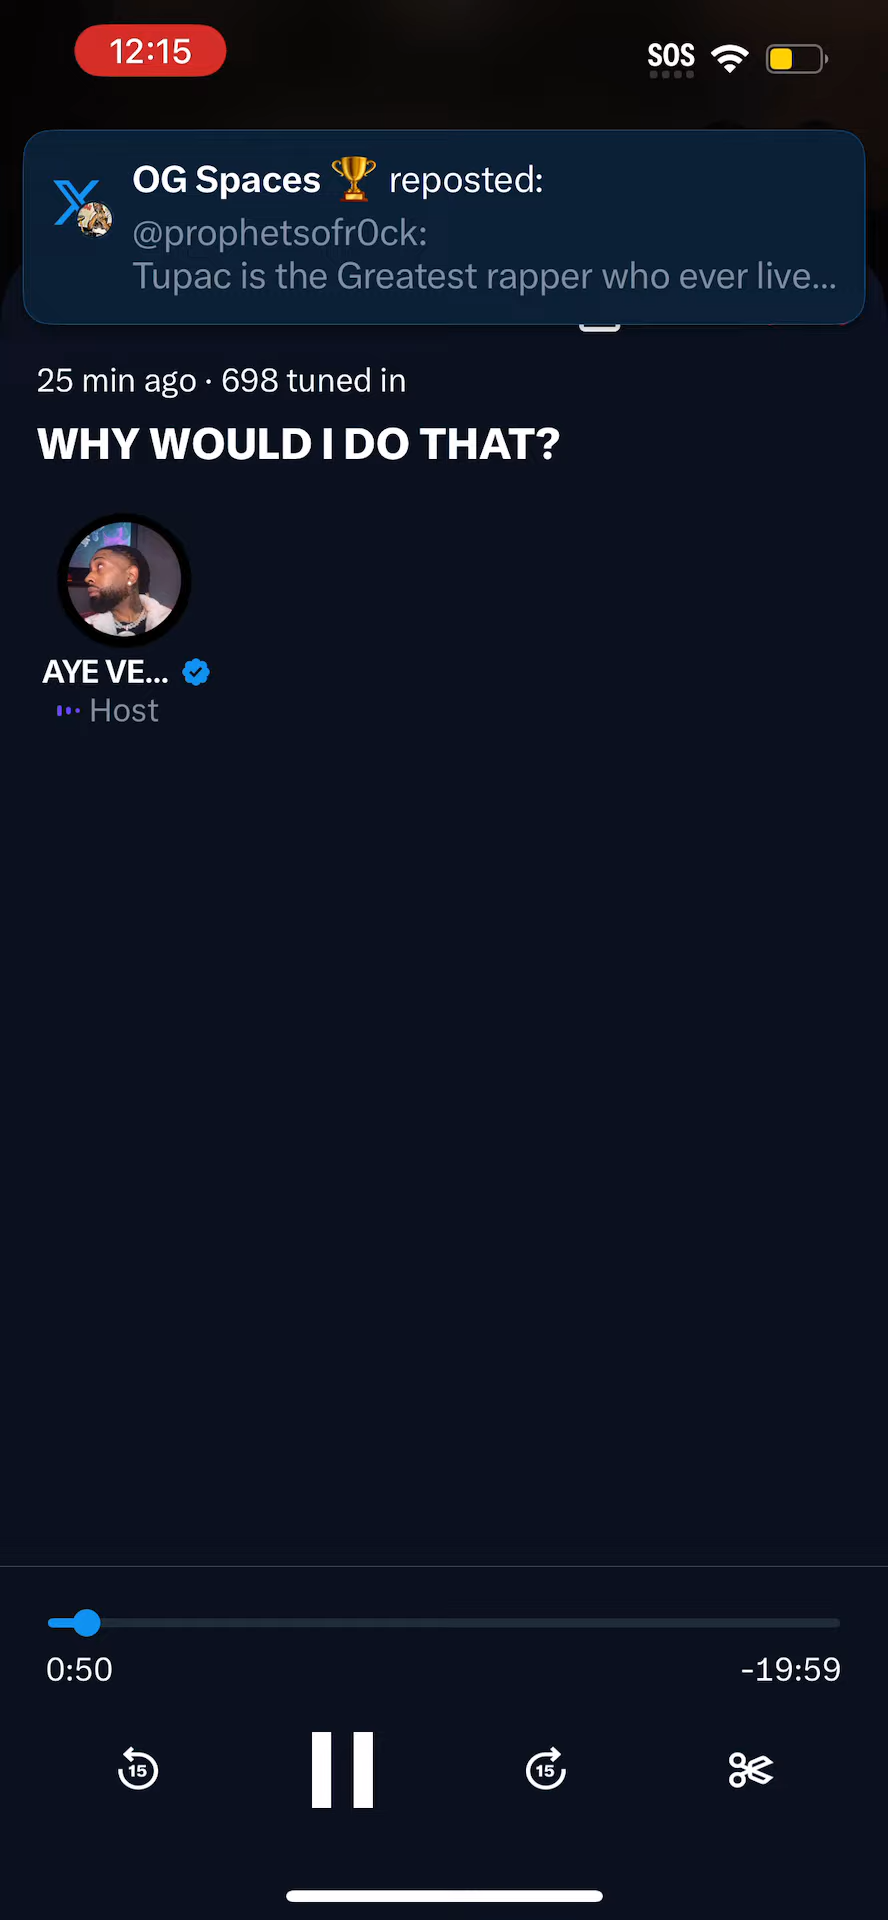 12:15
SOS
OG Spaces 🏆 reposted:
@prophetsofr0ck:
Tupac is the Greatest rapper who ever live...
25 min ago · 698 tuned in
WHY WOULD I DO THAT?
AYE VE...
Host
0:50
-19:59
15
15